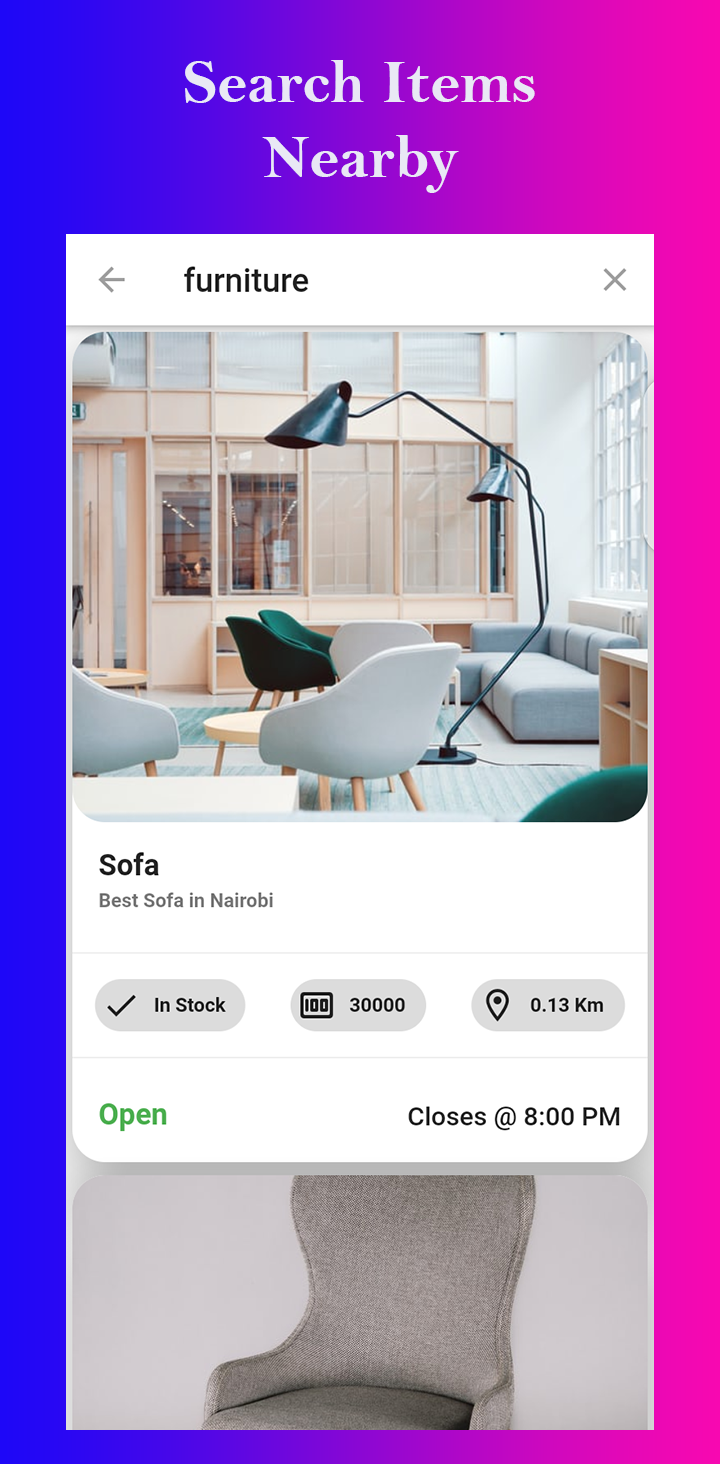 Search Items
Nearby
furniture
Sofa
Best Sofa in Nairobi
In Stock
100
30000
0.13 Km
Open
Closes @ 8:00 PM